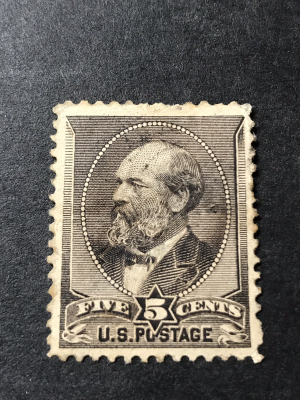 FIVE 5 CENTS
U.S. POSTAGE